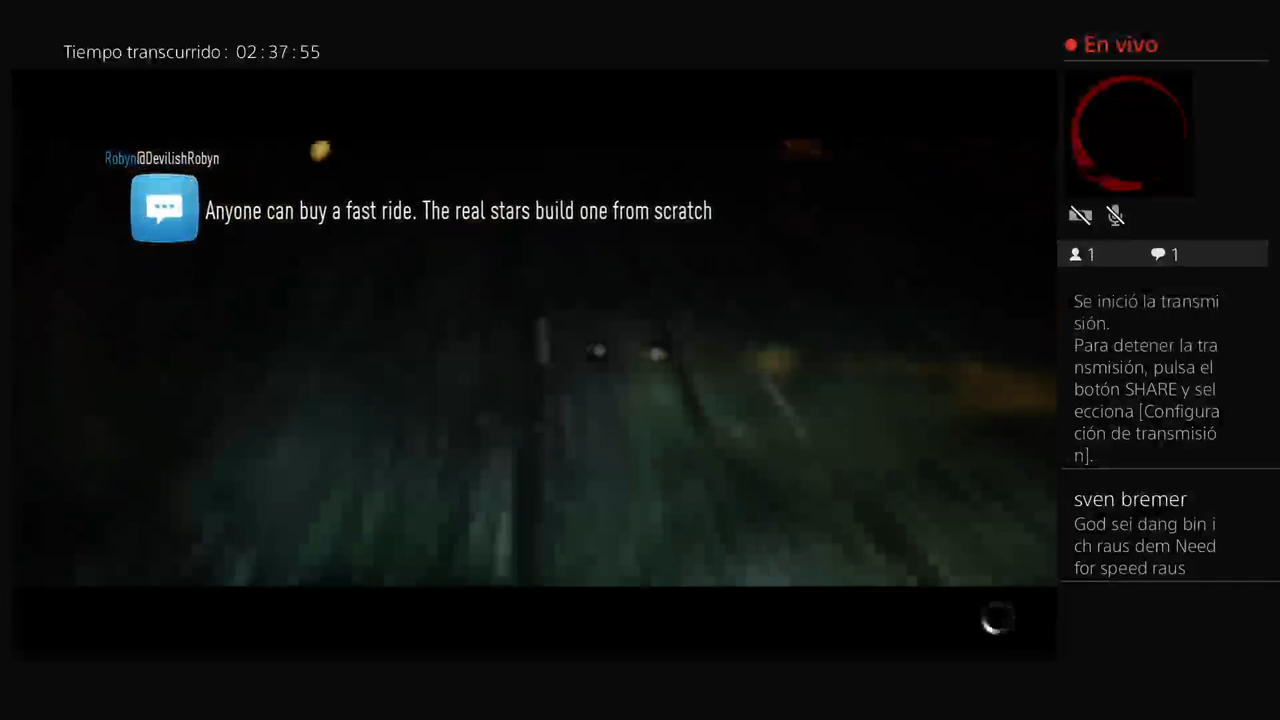 Tiempo transcurrido : 02 : 37 : 55
En vivo
Robyn@DevilishRobyn
Anyone can buy a fast ride. The real stars build one from scratch
1 1
Se inició la transmi
sión.
Para detener la tra
nsmisión, pulsa el
botón SHARE y sel
ecciona [Configura
ción de transmisió
n].
sven bremer
God sei dang bin i
ch raus dem Need
for speed raus